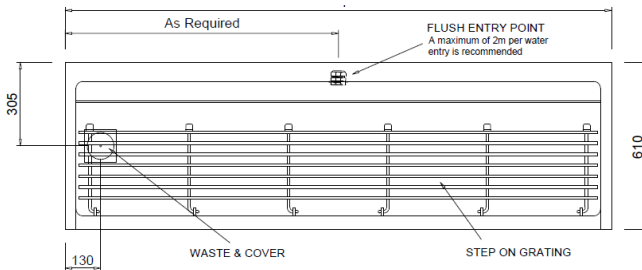 As Required
FLUSH ENTRY POINT
A maximum of 2m per water
entry is recommended
305
610
WASTE & COVER
STEP ON GRATING
130